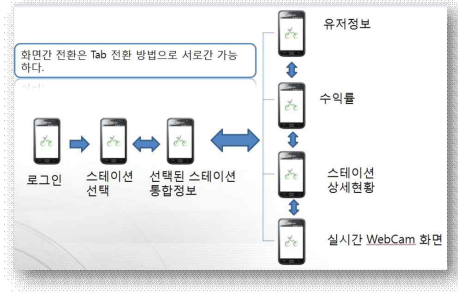 유저정보
화면간 전환은 Tab 전환 방법으로 서로간 가능
하다.
수익률
로그인
스테이션
선택
선택된 스테이션
통합정보
스테이션
상세현황
실시간 WebCam 화면